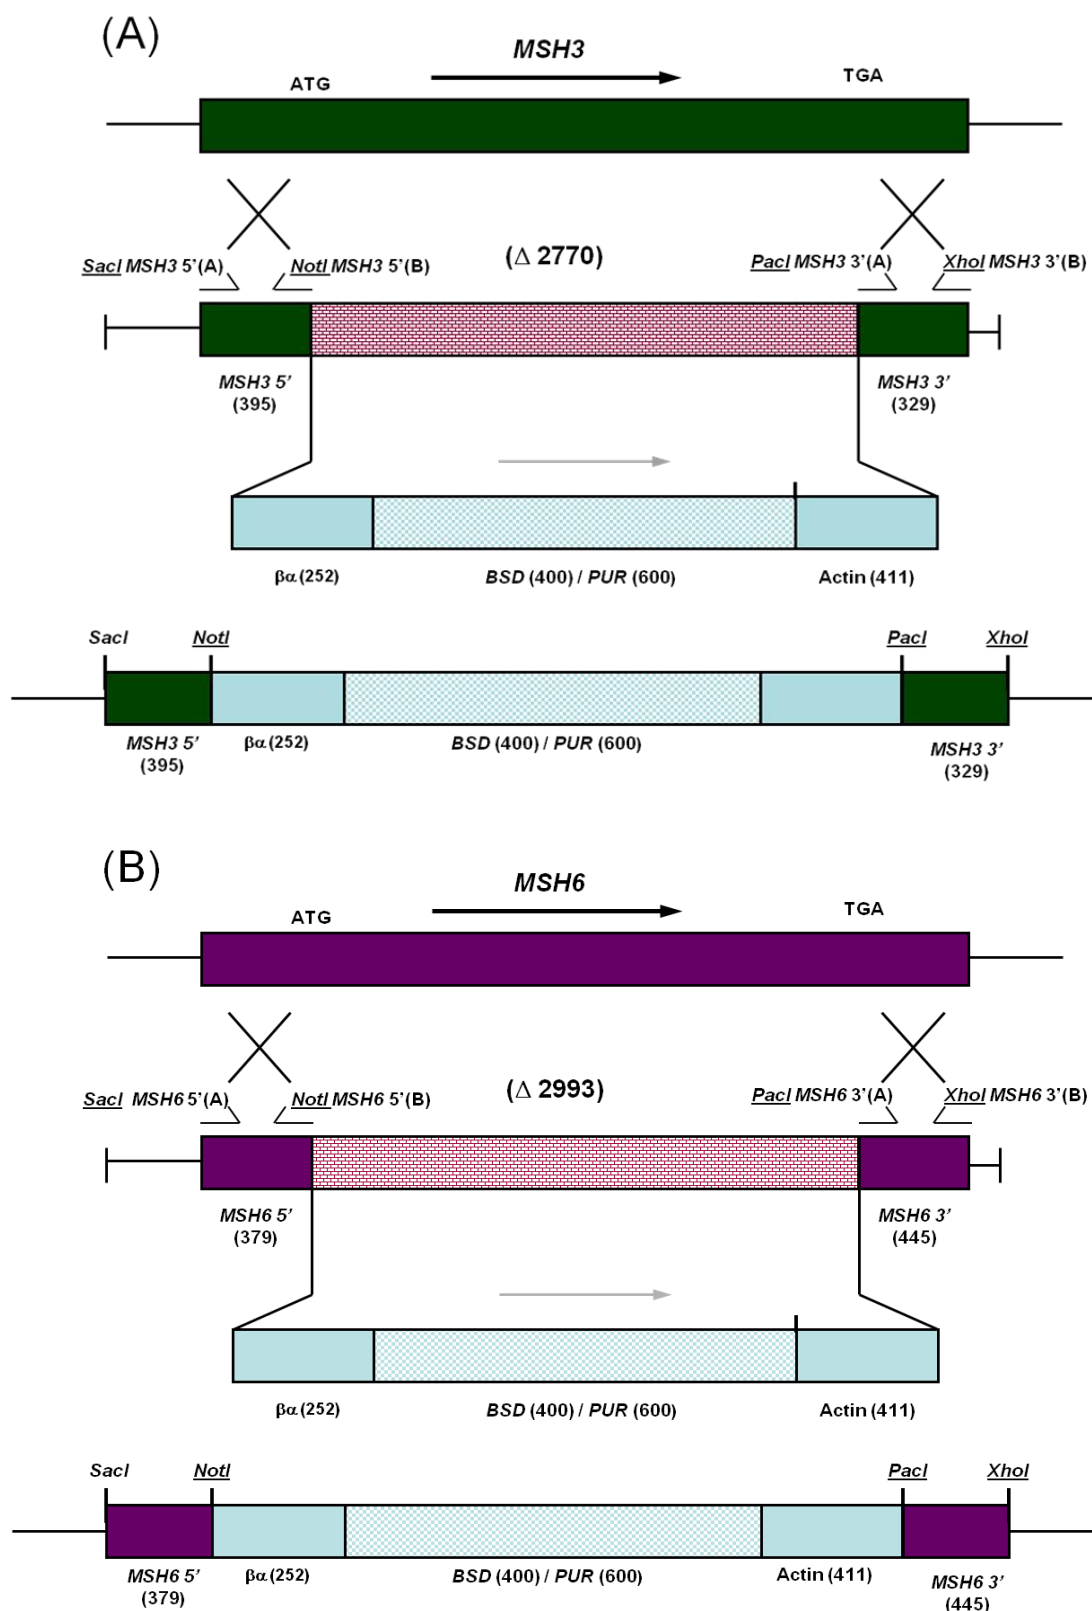 (A)
MSH3
ATG
TGA
(Δ 2770)
SacI MSH3 5’(A)
NotI MSH3 5’(B)
PacI MSH3 3’(A)
XhoI MSH3 3’(B)
MSH3 5’
(395)
MSH3 3’
(329)
βα (252)
BSD (400) / PUR (600)
Actin (411)
SacI
NotI
PacI
XhoI
MSH3 5’
(395)
βα (252)
BSD (400) / PUR (600)
MSH3 3’
(329)
(B)
MSH6
ATG
TGA
(Δ 2993)
SacI MSH6 5’(A)
NotI MSH6 5’(B)
PacI MSH6 3’(A)
XhoI MSH6 3’(B)
MSH6 5’
(379)
MSH6 3’
(445)
βα (252)
BSD (400) / PUR (600)
Actin (411)
SacI
NotI
PacI
XhoI
MSH6 5’
(379)
βα (252)
BSD (400) / PUR (600)
Actin (411)
MSH6 3’
(445)